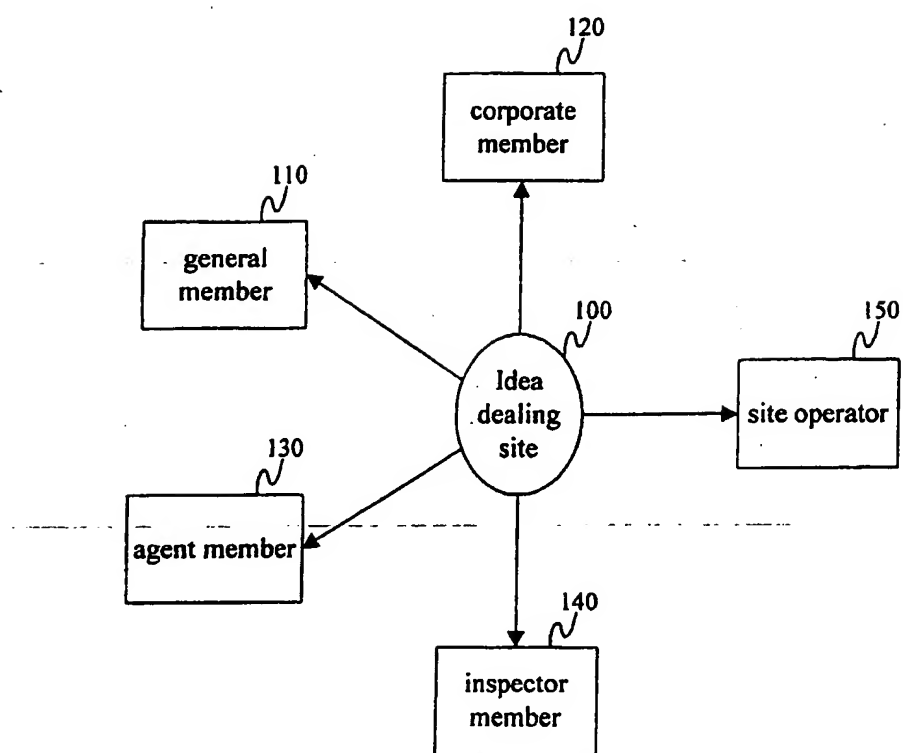 120
corporate
member
110
general
member
100
Idea
dealing
site
150
site operator
130
agent member
140
inspector
member